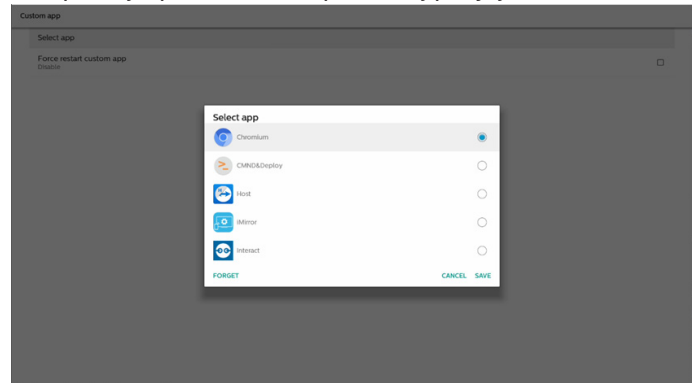 Custom app
Select app
Force restart custom app
Enable
Select app
Chromium
CMND&Deploy
Host
iMirror
Interact
FORGET
CANCEL SAVE